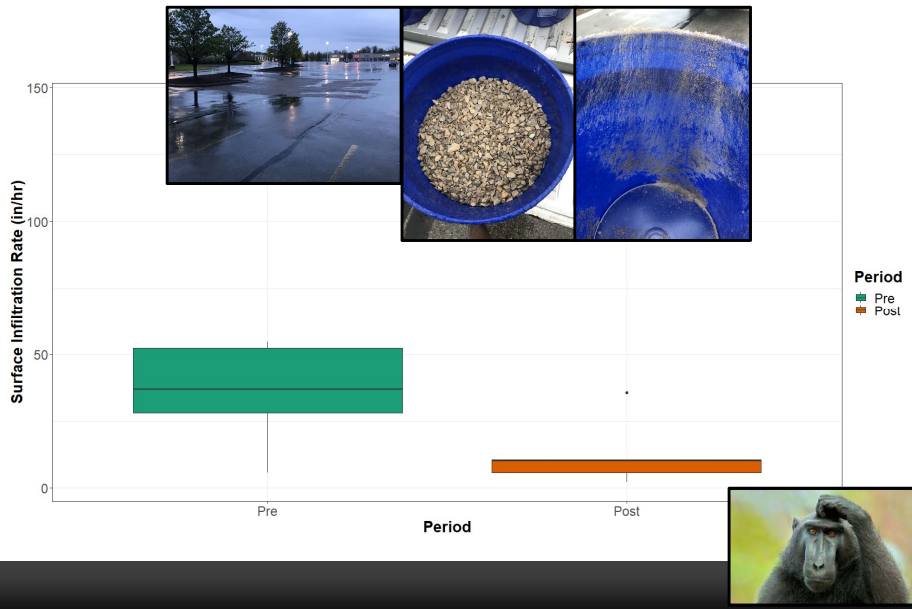 150
100
50
0
Surface Infiltration Rate (in/hr)
Pre
Post
Period
Period
Pre
Post